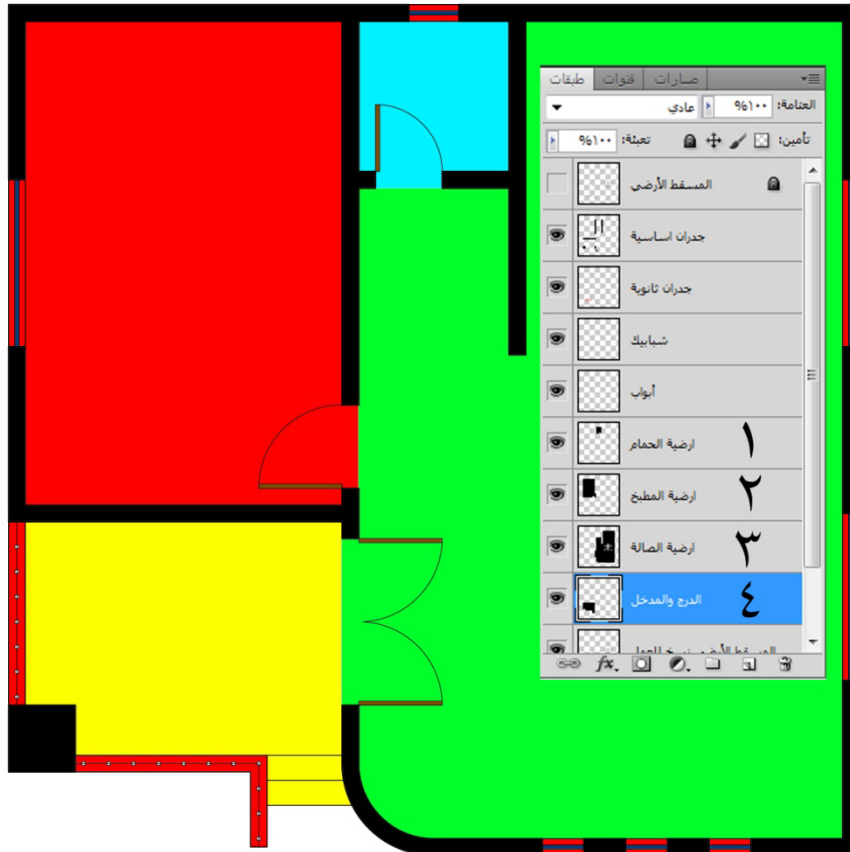 طبقات قنوات مسارات
العتامة: ١٠٠% عادي
تأمين: تعبئة: ١٠٠%
المسقط الأرضي
جدران اساسية
جدران ثانوية
شبابيك
أبواب
ارضية الحمام ١
ارضية المطبخ ٢
ارضية الصالة ٣
الدرج والمدخل ٤
fx